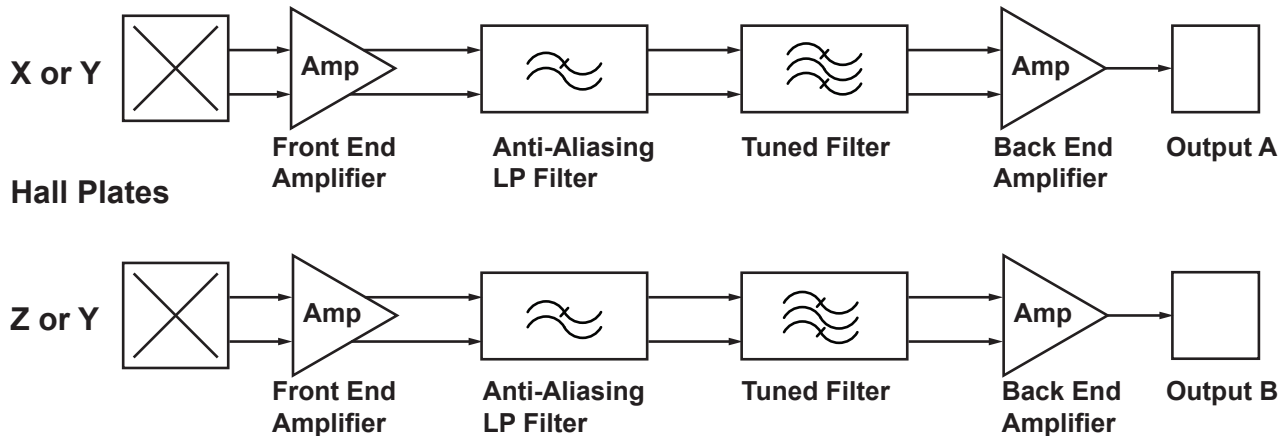 X or Y
Amp
Amp
Front End
Amplifier
Anti-Aliasing
LP Filter
Tuned Filter
Back End
Amplifier
Output A
Hall Plates
Z or Y
Amp
Amp
Front End
Amplifier
Anti-Aliasing
LP Filter
Tuned Filter
Back End
Amplifier
Output B